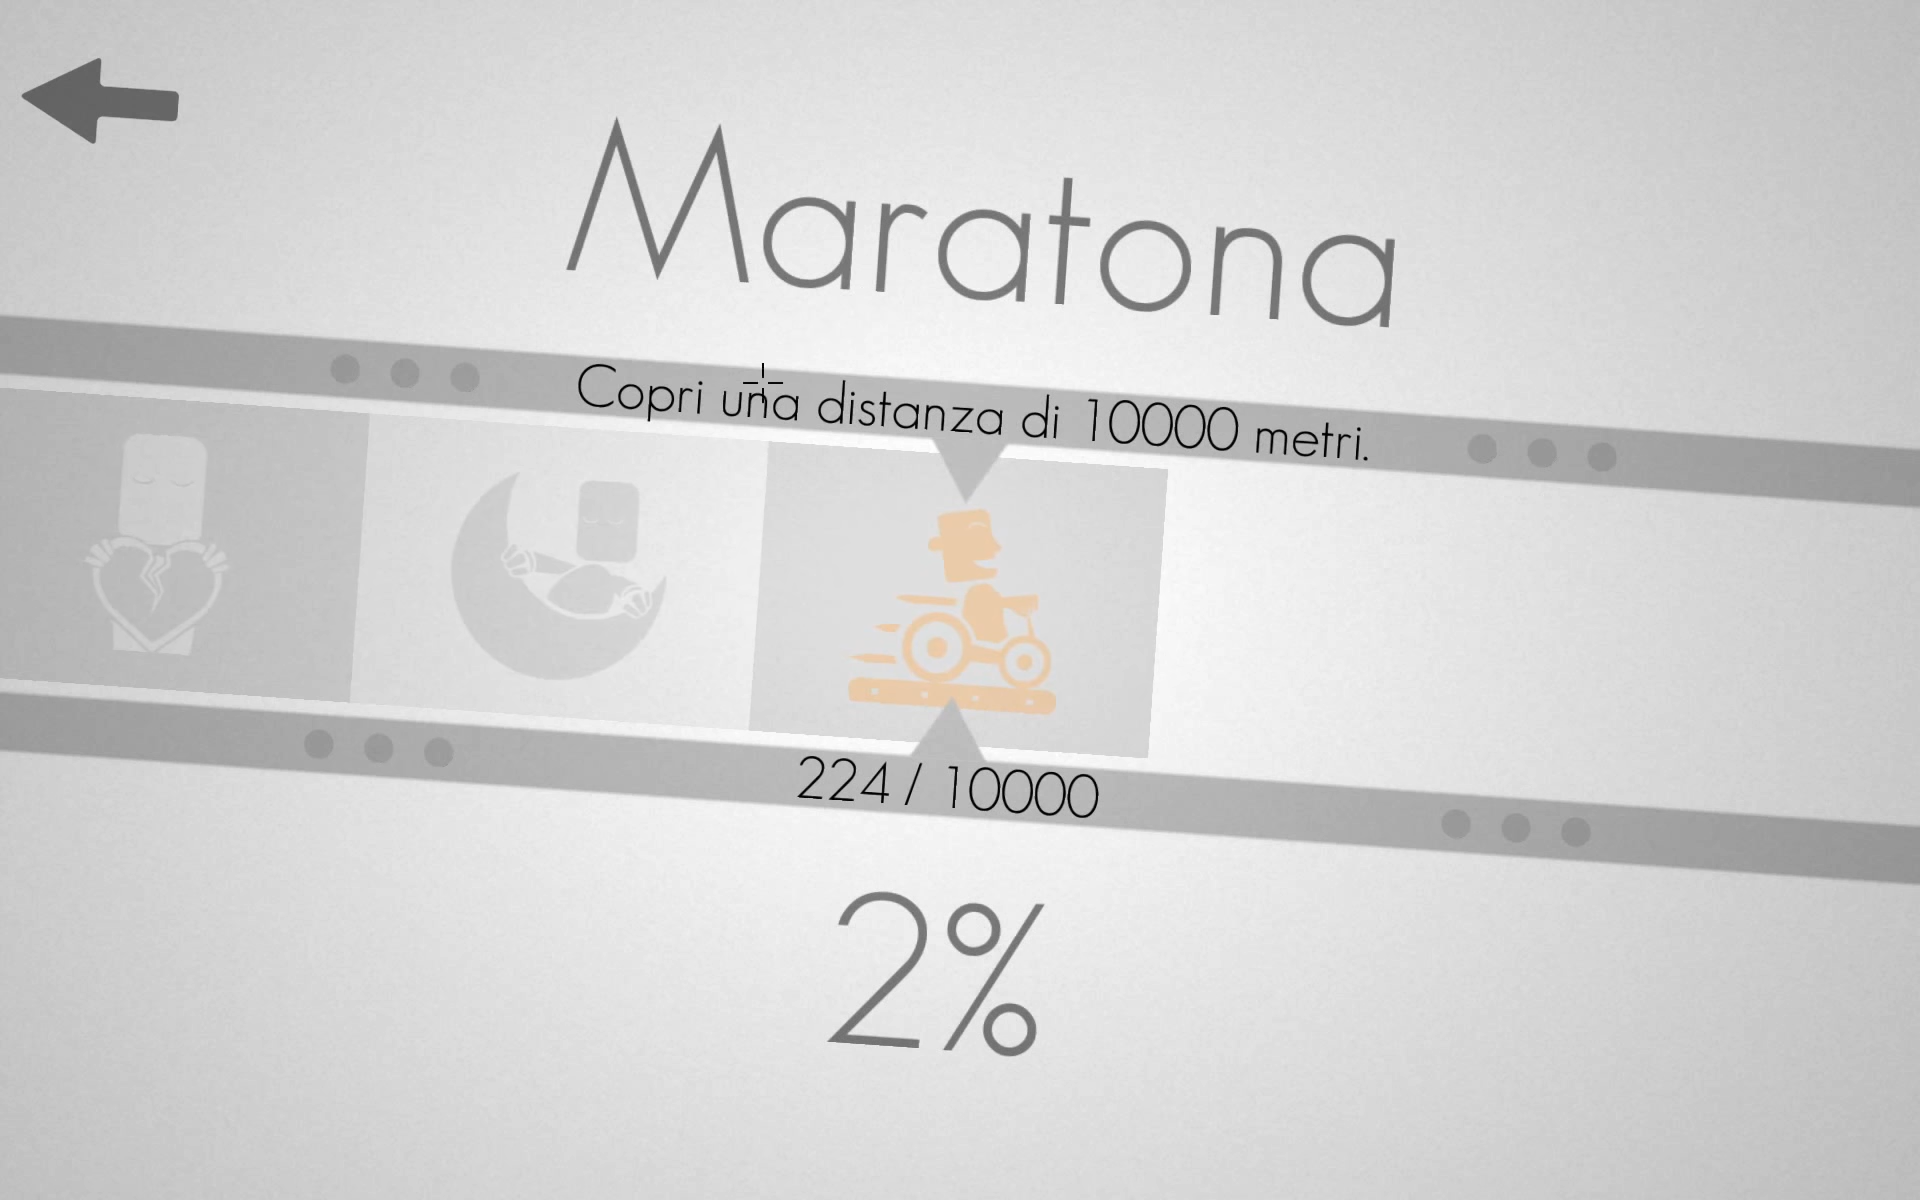 Maratona
Copri una distanza di 10000 metri.
224 / 10000
2%